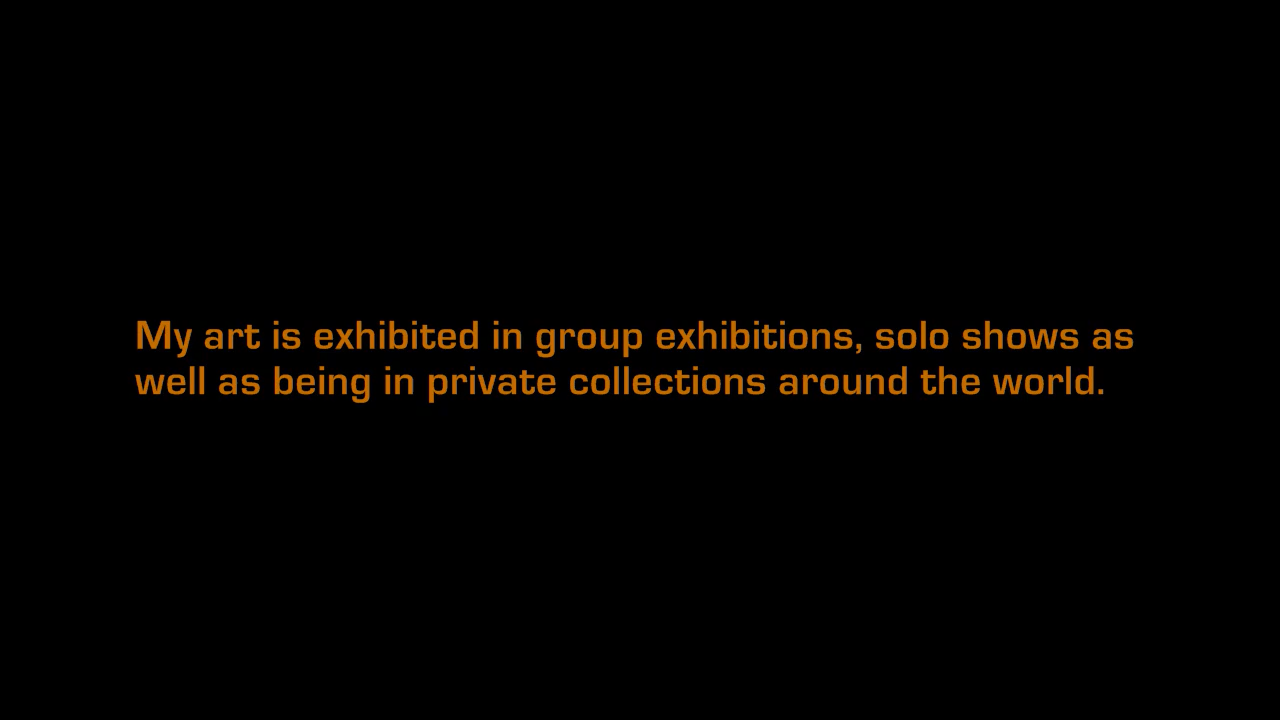 My art is exhibited in group exhibitions, solo shows as
well as being in private collections around the world.